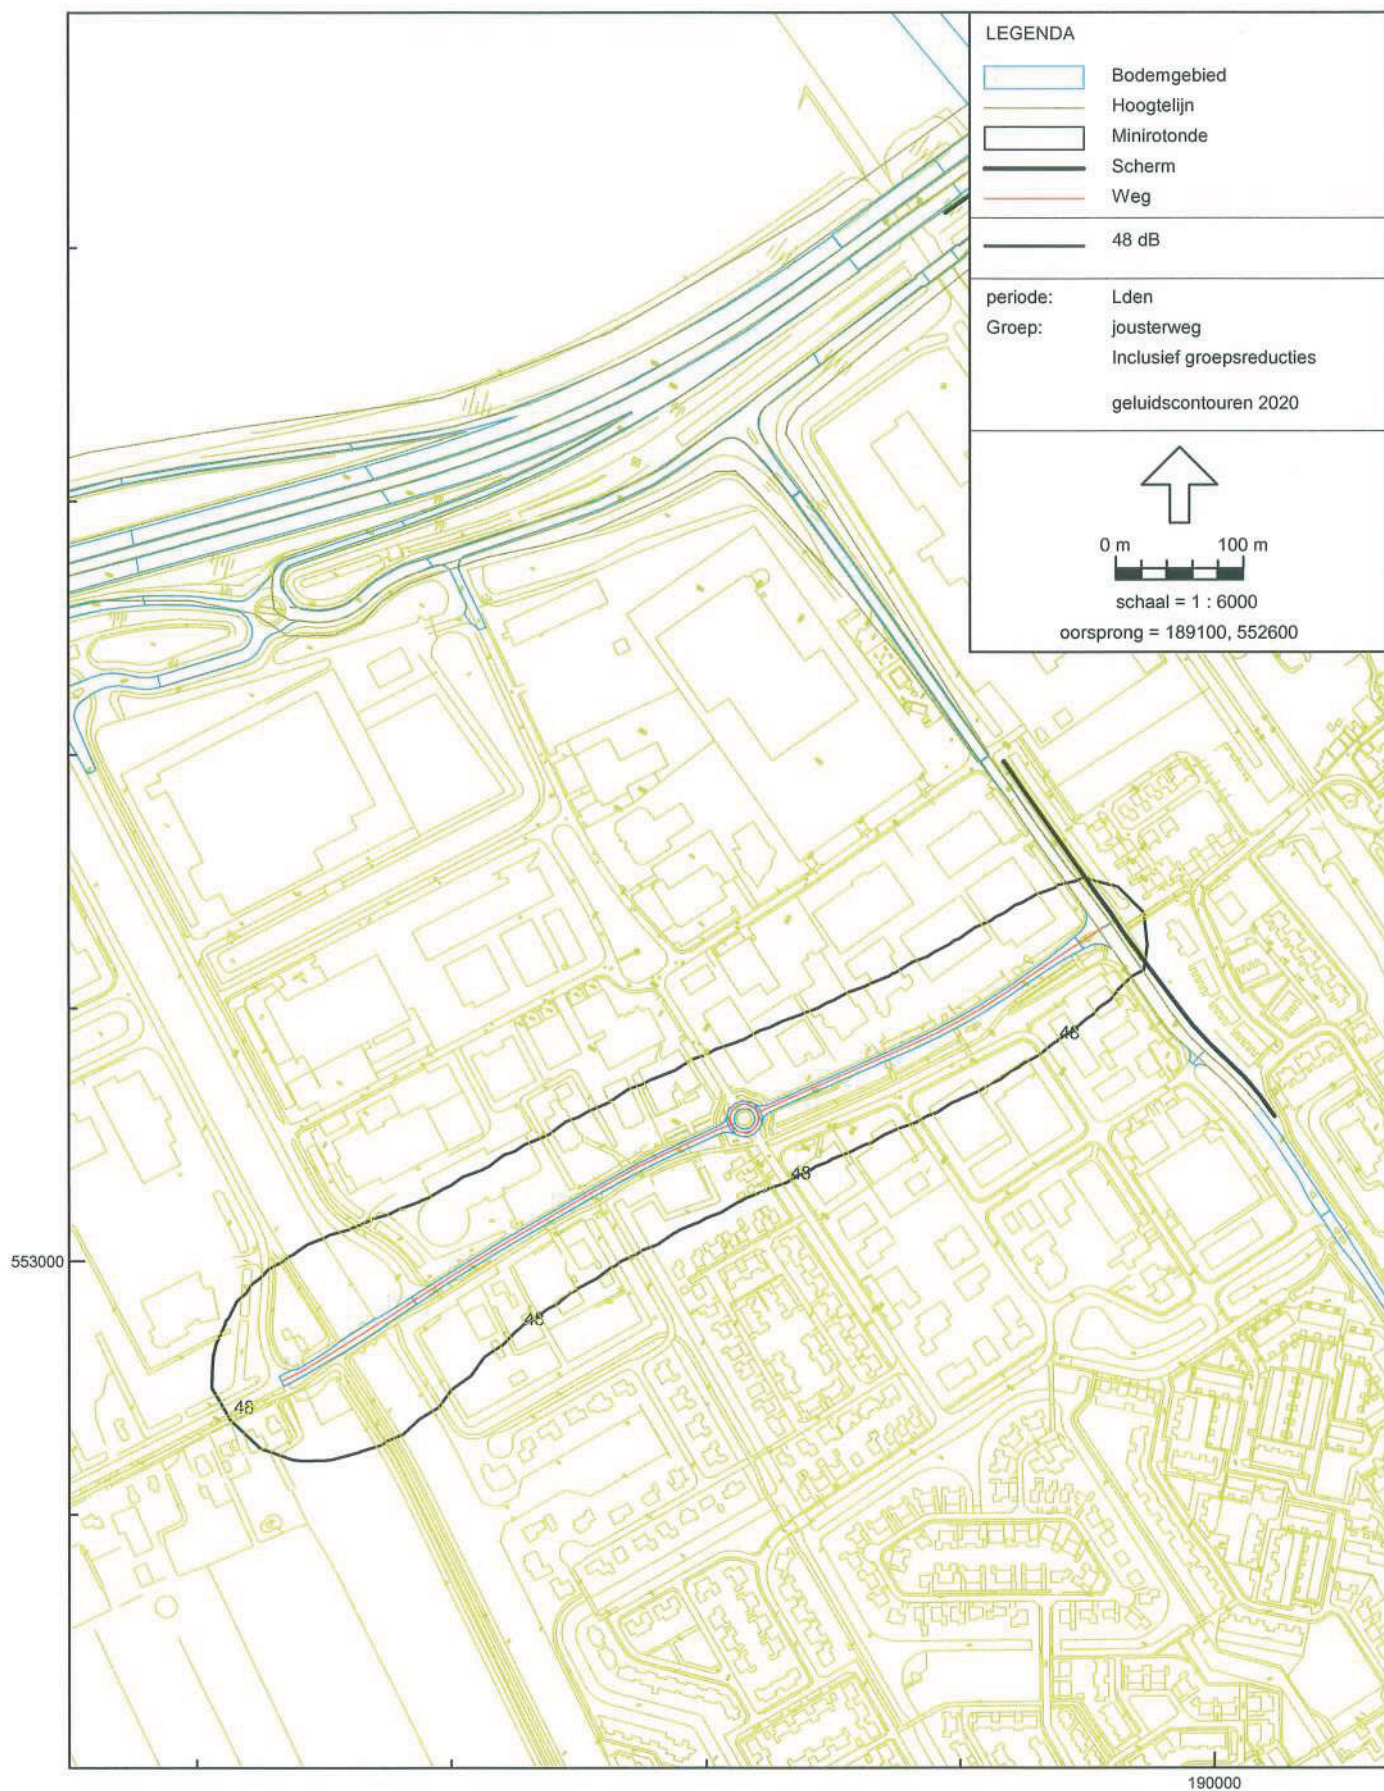 LEGENDA
Bodemgebied
Hoogtelijn
Minirotonde
Scherm
Weg
48 dB
periode: Lden
Groep: jousterweg
Inclusief groepsreducties
geluidscontouren 2020
0 m 100 m
schaal = 1 : 6000
oorsprong = 189100, 552600
48
48
553000
48
48
190000